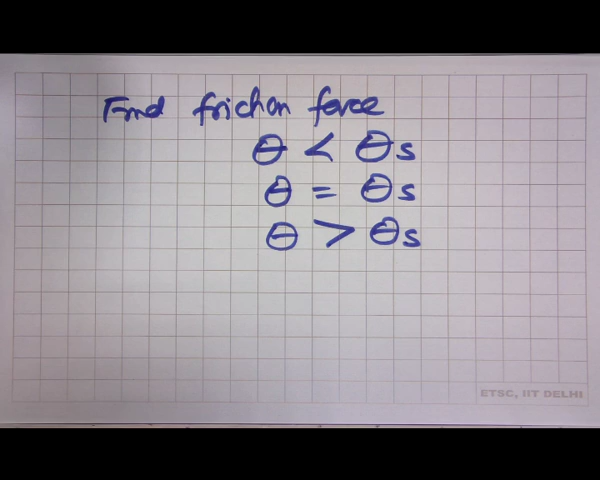 Find friction force
θ < θs
θ = θs
θ > θs
ETSC, IIT DELHI